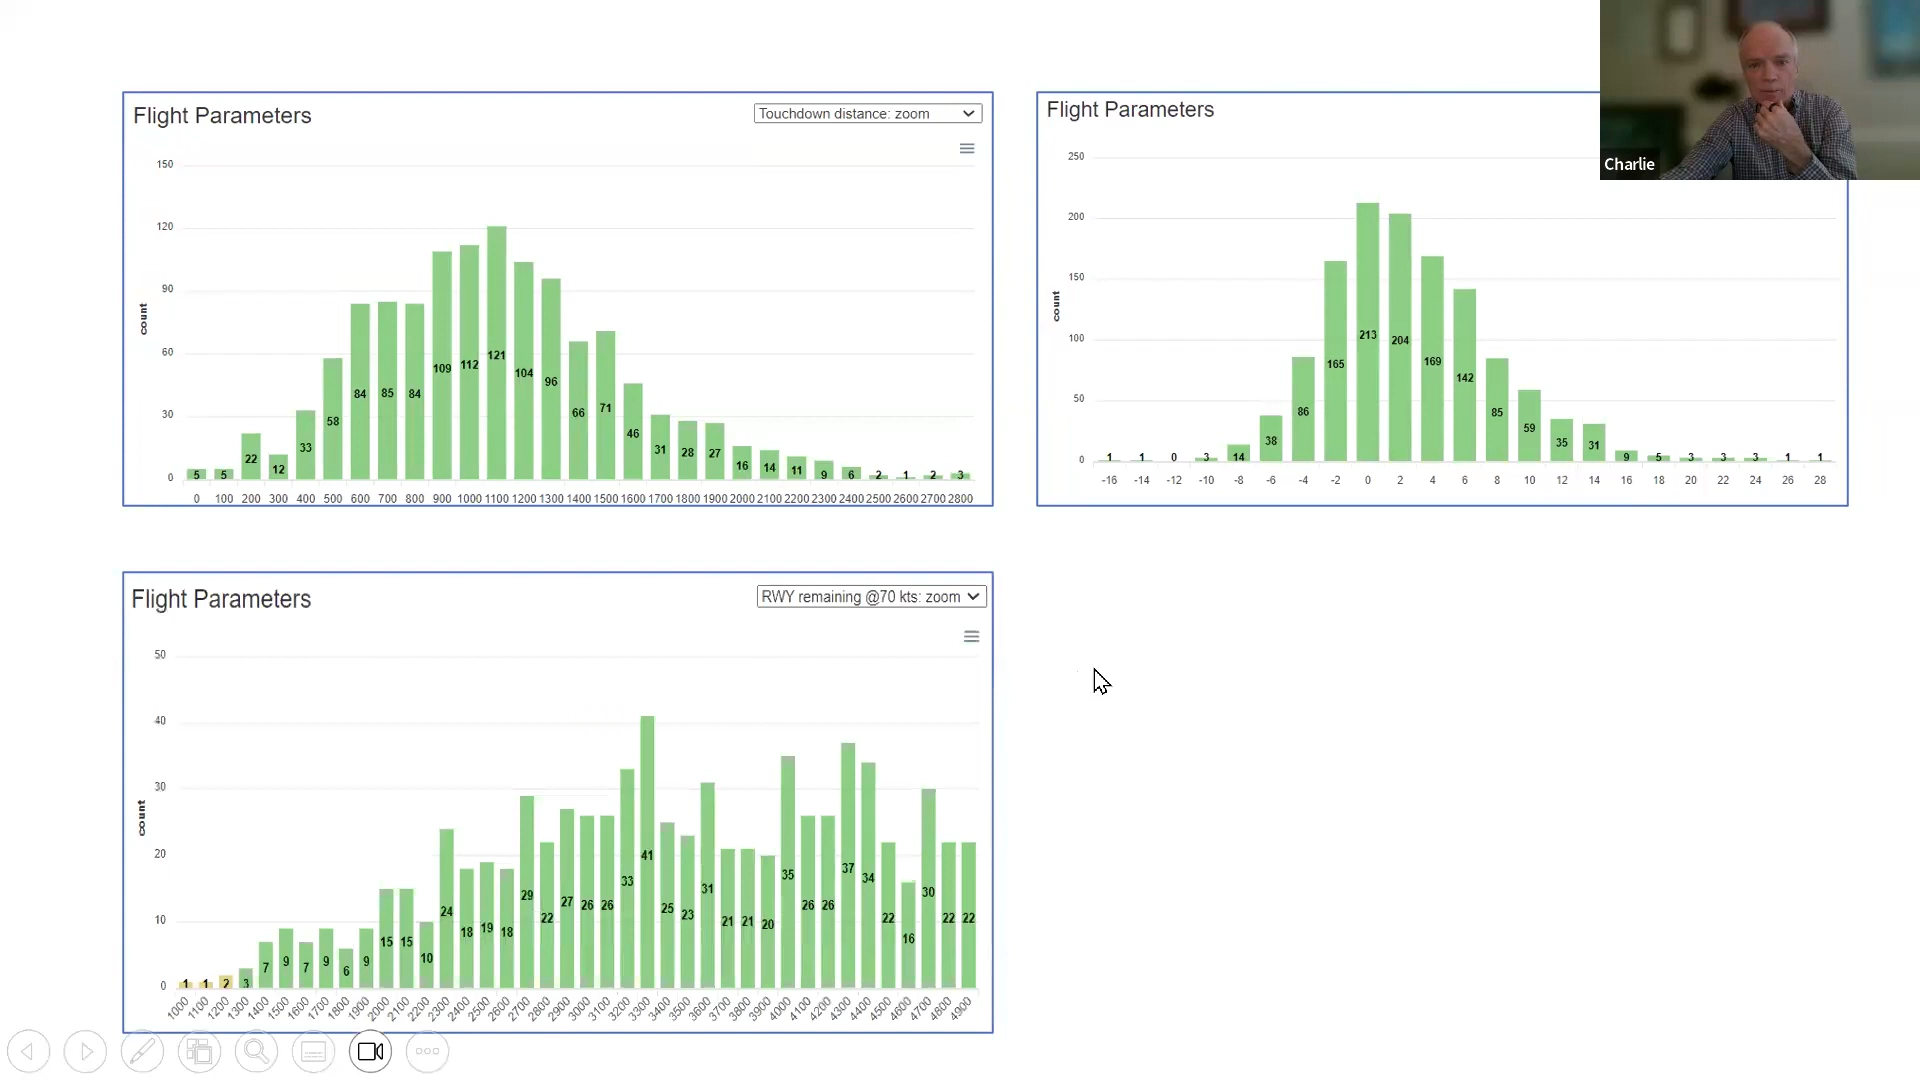 Flight Parameters
Touchdown distance: zoom
150
120
90
60
30
0
count
5 5 22 12 33 58 84 85 84 109 112 121 104 96 66 71 46 31 28 27 16 14 11 9 6 2 1 2 3
0 100 200 300 400 500 600 700 800 900 1000 1100 1200 1300 1400 1500 1600 1700 1800 1900 2000 2100 2200 2300 2400 2500 2600 2700 2800
Flight Parameters
250
200
150
100
50
0
count
1 1 0 3 14 38 86 165 213 204 169 142 85 59 35 31 9 5 3 3 3 1 1
-16 -14 -12 -10 -8 -6 -4 -2 0 2 4 6 8 10 12 14 16 18 20 22 24 26 28
Charlie
Flight Parameters
RWY remaining @70 kts: zoom
50
40
30
20
10
0
count
1 1 2 3 7 9 7 9 6 9 15 15 10 24 18 19 18 29 22 27 26 26 33 41 25 23 31 21 21 20 35 26 26 37 34 22 16 30 22 22
1000 1100 1200 1300 1400 1500 1600 1700 1800 1900 2000 2100 2200 2300 2400 2500 2600 2700 2800 2900 3000 3100 3200 3300 3400 3500 3600 3700 3800 3900 4000 4100 4200 4300 4400 4500 4600 4700 4800 4900